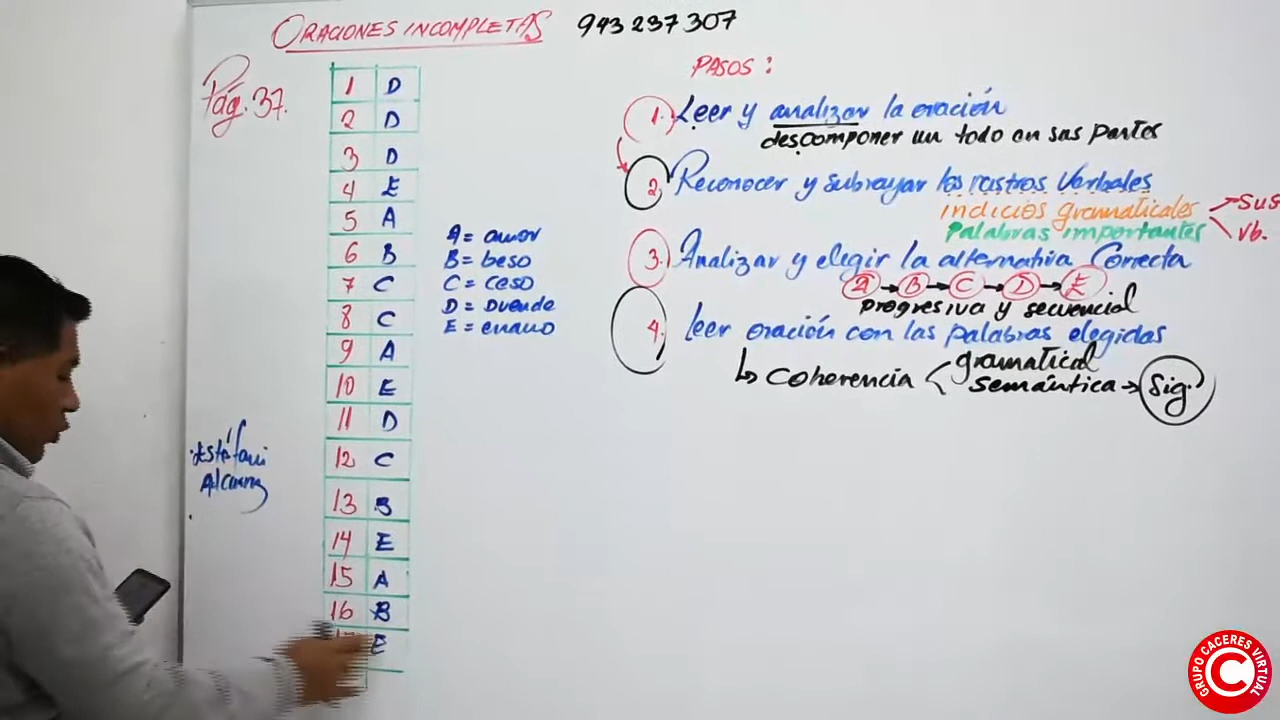 ORACIONES INCOMPLETAS 943 237 307
Pág. 37.
1 D
2 D
3 D
4 E
5 A
6 B
7 C
8 C
9 A
10 E
11 D
12 C
13 B
14 E
15 A
16 B
17 E
A = amor
B = beso
C = ceso
D = Duende
E = enano
Estéfani
PASOS:
1. Leer y analizar la oración
descomponer un todo en sus partes
2. Reconocer y subrayar los rastros verbales
indicios gramaticales Sus
Palabras importantes vb.
3. Analizar y elegir la alternativa correcta
A → B → C → D → E
progresiva y secuencial
4. leer oración con las palabras elegidas
↳ Coherencia gramatical
semántica → Sig.
GRUPO CACERES VIRTUAL
C